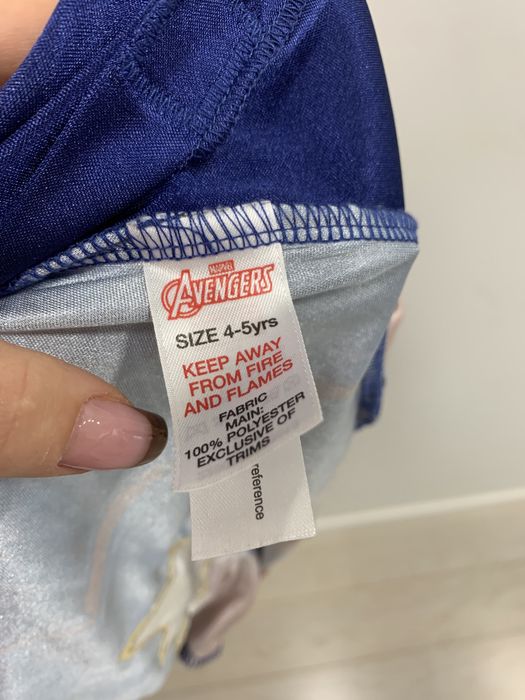 MARVEL
AVENGERS
SIZE 4-5yrs
KEEP AWAY
FROM FIRE
AND FLAMES
FABRIC
MAIN:
100% POLYESTER
EXCLUSIVE OF
TRIMS
reference